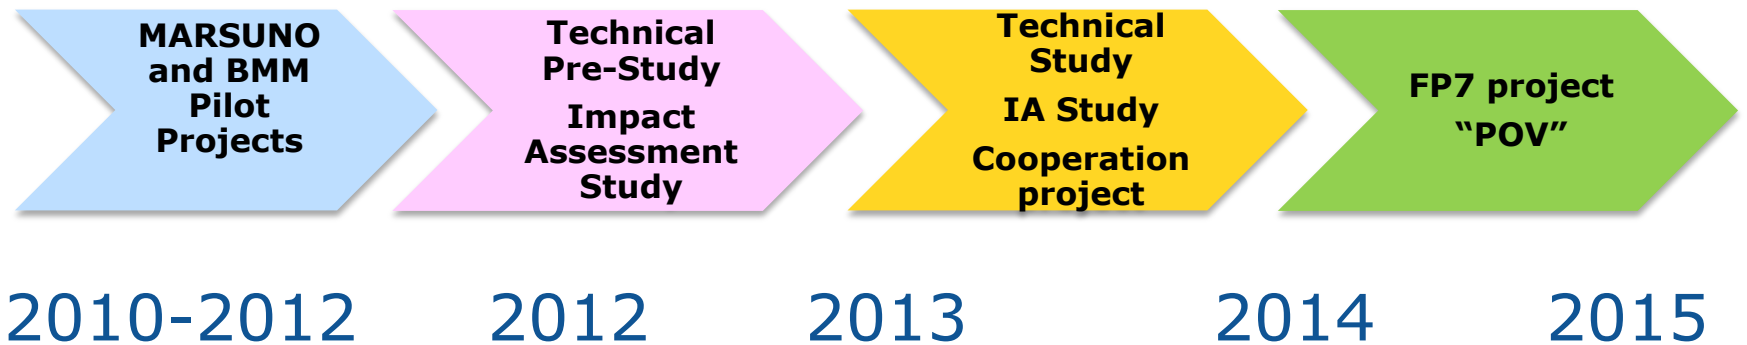 MARSUNO
and BMM
Pilot
Projects
Technical
Pre-Study
Impact
Assessment
Study
Technical
Study
IA Study
Cooperation
project
FP7 project
“POV”
2010-2012
2012
2013
2014
2015